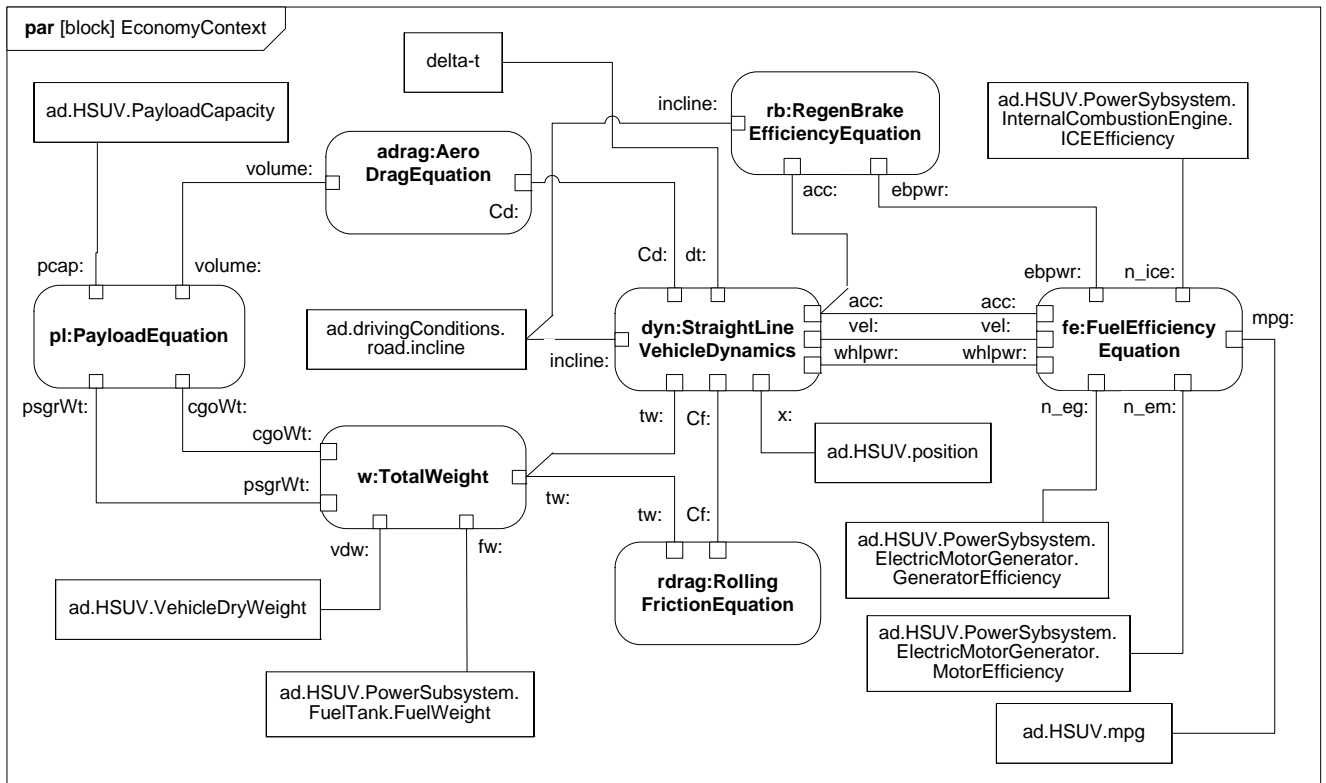 par [block] EconomyContext
delta-t
ad.HSUV.PayloadCapacity
incline:
rb:RegenBrake
EfficiencyEquation
ad.HSUV.PowerSybsystem.
InternalCombustionEngine.
ICEEfficiency
adrag:Aero
DragEquation
volume:
Cd:
acc:
ebpwr:
pcap:
volume:
Cd:
dt:
ebpwr:
n_ice:
pl:PayloadEquation
ad.drivingConditions.
road.incline
incline:
dyn:StraightLine
VehicleDynamics
acc:
vel:
whlpwr:
acc:
vel:
whlpwr:
fe:FuelEfficiency
Equation
mpg:
psgrWt:
cgoWt:
tw:
Cf:
x:
n_eg:
n_em:
cgoWt:
psgrWt:
w:TotalWeight
tw:
ad.HSUV.position
tw:
Cf:
vdw:
fw:
rdrag:Rolling
FrictionEquation
ad.HSUV.PowerSybsystem.
ElectricMotorGenerator.
GeneratorEfficiency
ad.HSUV.VehicleDryWeight
ad.HSUV.PowerSybsystem.
ElectricMotorGenerator.
MotorEfficiency
ad.HSUV.PowerSubsystem.
FuelTank.FuelWeight
ad.HSUV.mpg